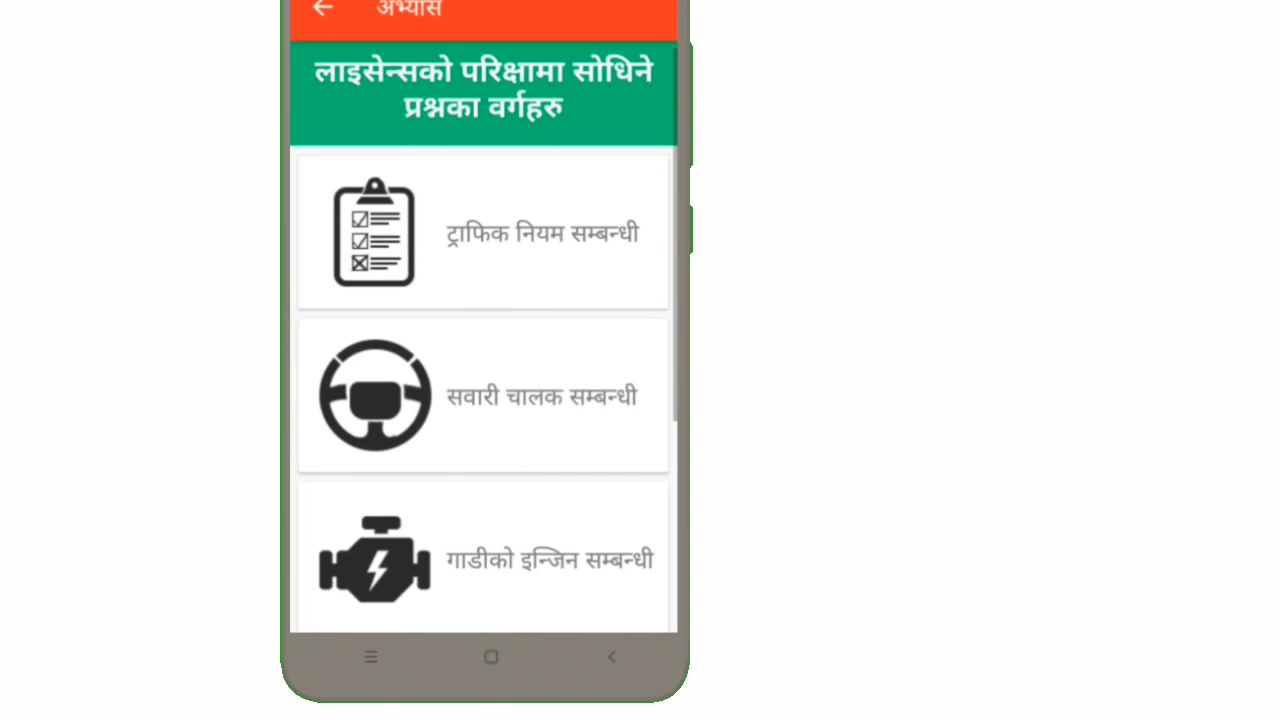 अभ्यास
लाइसेन्सको परिक्षामा सोधिने
प्रश्नका वर्गहरु
ट्राफिक नियम सम्बन्धी
सवारी चालक सम्बन्धी
गाडीको इन्जिन सम्बन्धी